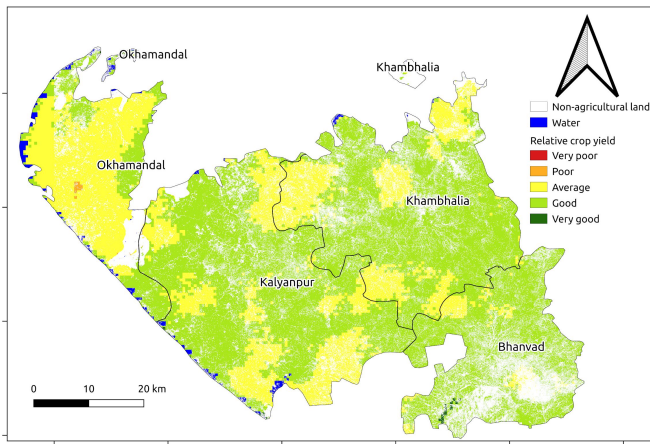 Okhamandal
Khambhalia
Okhamandal
Khambhalia
Kalyanpur
Bhanvad
0 10 20 km
Non-agricultural land
Water
Relative crop yield
Very poor
Poor
Average
Good
Very good